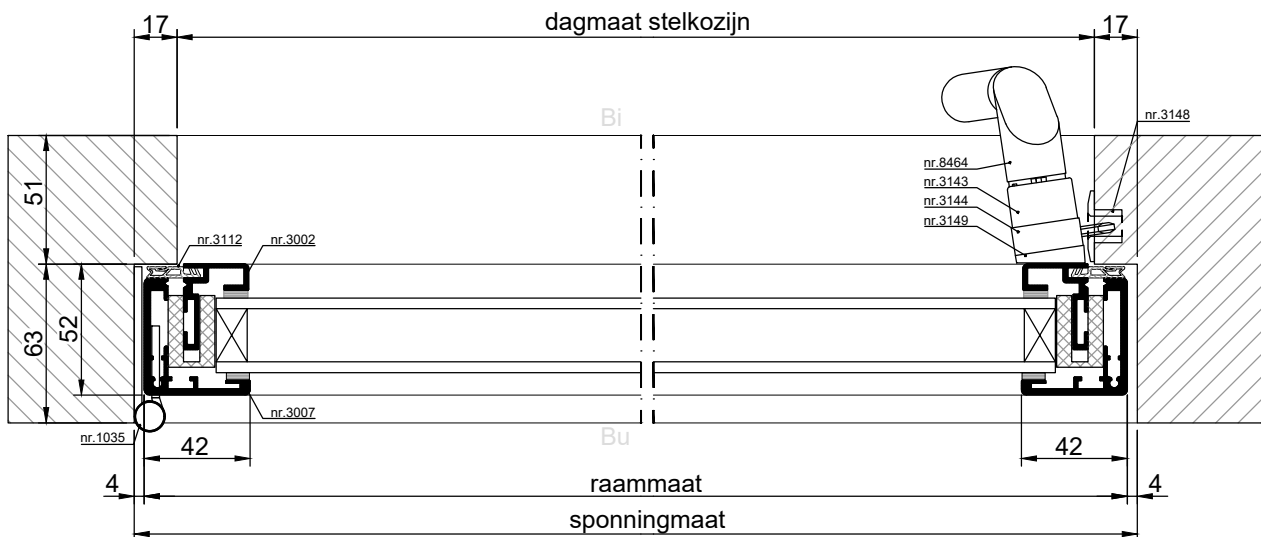 dagmaat stelkozijn
17
17
Bi
nr.3148
nr.8464
nr.3143
nr.3144
nr.3149
51
nr.3112
nr.3002
63
52
nr.3007
nr.1035
Bu
42
42
4
raammaat
4
sponningmaat